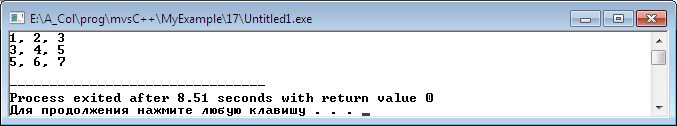 E:\A_Col\prog\mvsC++\MyExample\17\Untitled1.exe
1, 2, 3
3, 4, 5
5, 6, 7
--------------------------------
Process exited after 8.51 seconds with return value 0
Для продолжения нажмите любую клавишу . . . _